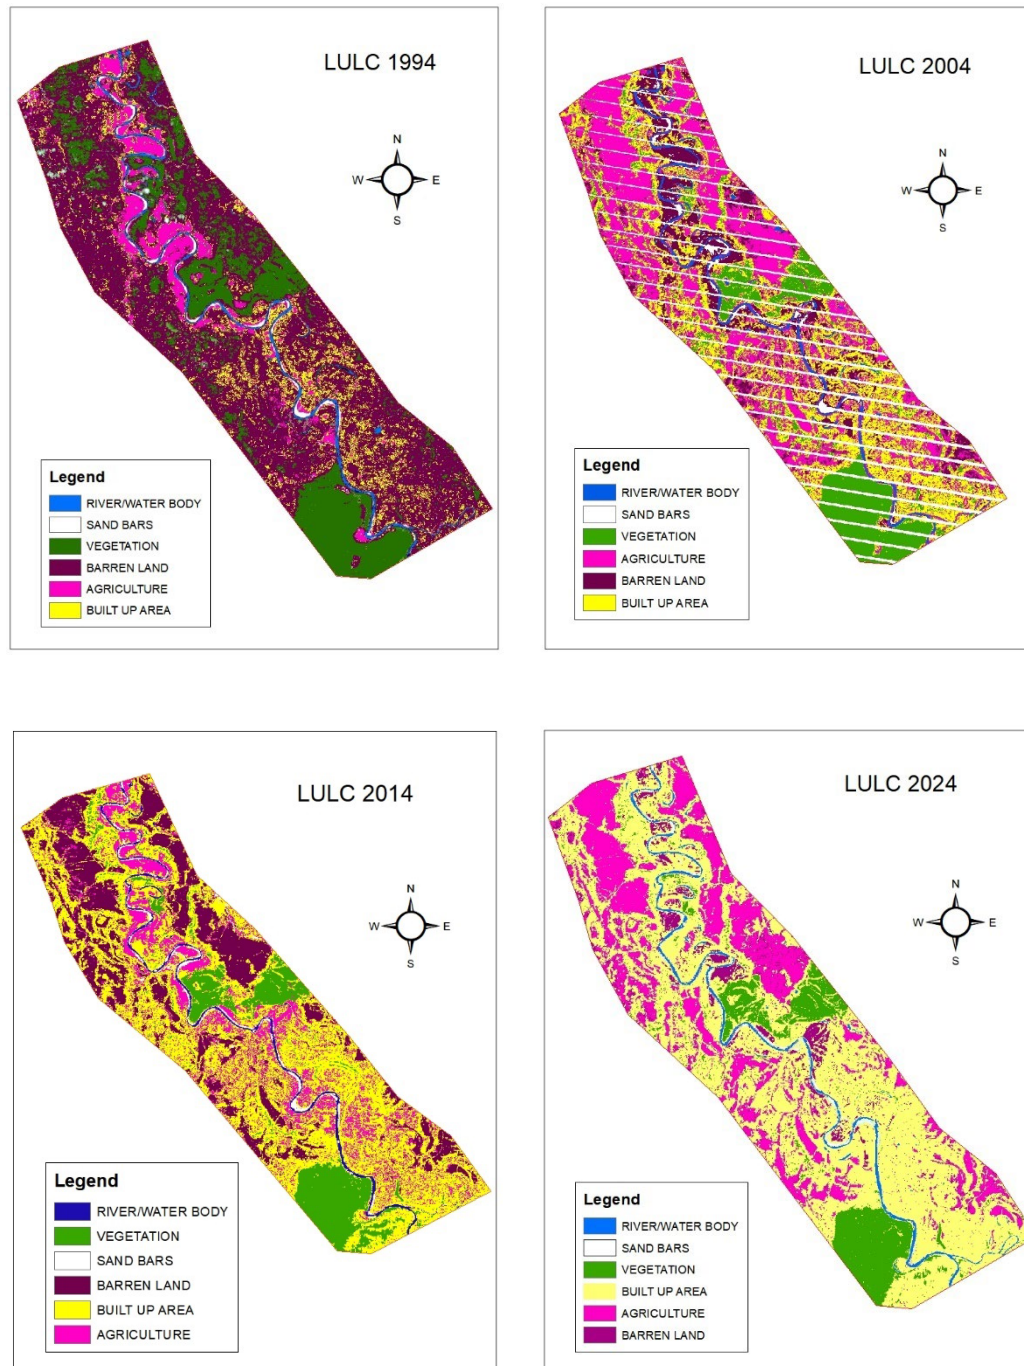 LULC 1994
N
W
E
S
Legend
RIVER/WATER BODY
SAND BARS
VEGETATION
BARREN LAND
AGRICULTURE
BUILT UP AREA
LULC 2004
N
W
E
S
Legend
RIVER/WATER BODY
SAND BARS
VEGETATION
AGRICULTURE
BARREN LAND
BUILT UP AREA
LULC 2014
N
W
E
S
Legend
RIVER/WATER BODY
VEGETATION
SAND BARS
BARREN LAND
BUILT UP AREA
AGRICULTURE
LULC 2024
N
W
E
S
Legend
RIVER/WATER BODY
SAND BARS
VEGETATION
BUILT UP AREA
AGRICULTURE
BARREN LAND